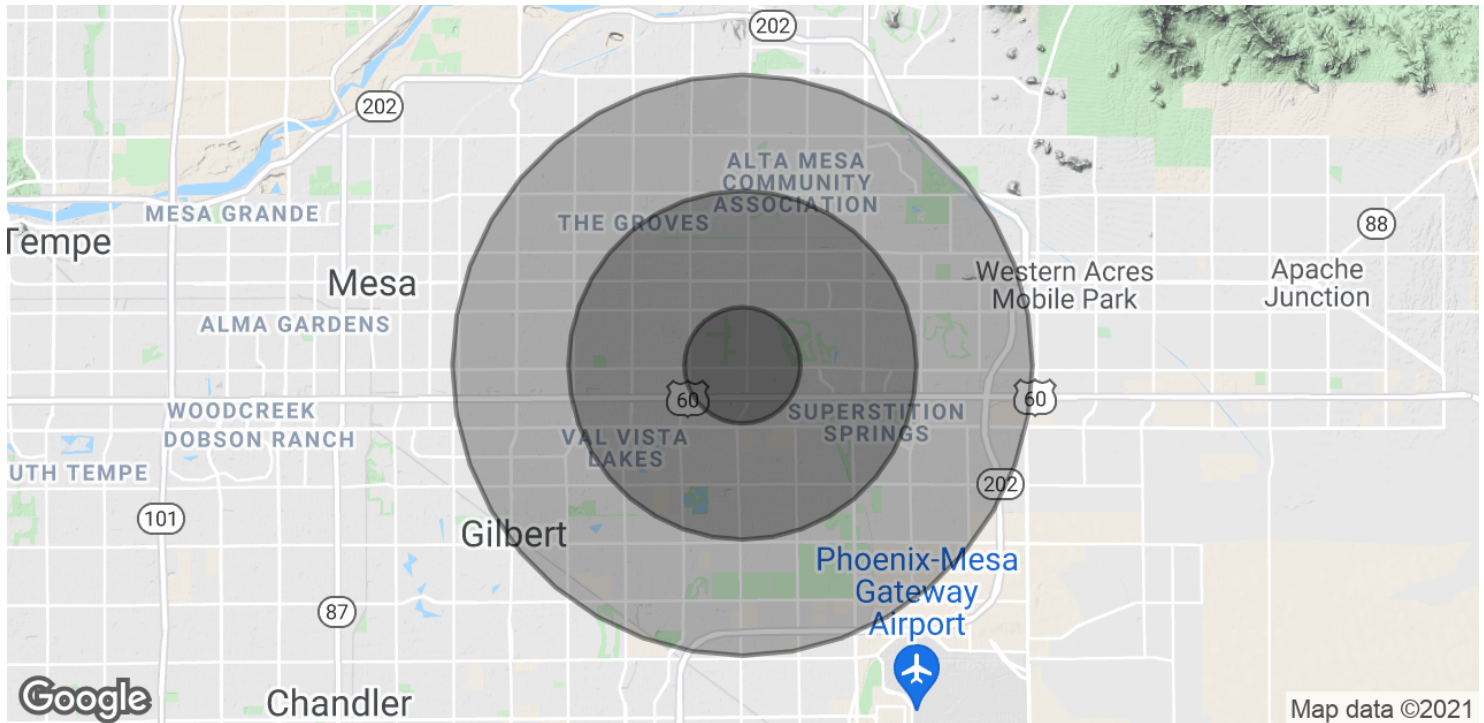 202
202
ALTA MESA
COMMUNITY
ASSOCIATION
MESA GRANDE
THE GROVES
88
Tempe
Mesa
Western Acres
Mobile Park
Apache
Junction
ALMA GARDENS
60
60
WOODCREEK
DOBSON RANCH
SUPERSTITION
SPRINGS
VAL VISTA
LAKES
UTH TEMPE
202
101
Gilbert
Phoenix-Mesa
Gateway
Airport
87
Google
Chandler
Map data ©2021